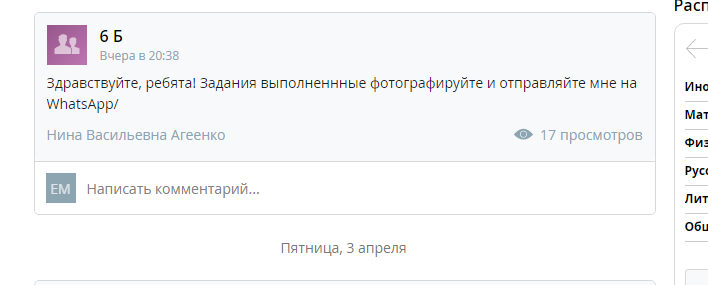 Расп
6 Б
Вчера в 20:38
Здравствуйте, ребята! Задания выполненнные фотографируйте и отправляйте мне на
WhatsApp/
Нина Васильевна Агеенко
17 просмотров
ЕМ
Написать комментарий...
Пятница, 3 апреля
Ино
Мат
Физ
Русс
Лит
Общ